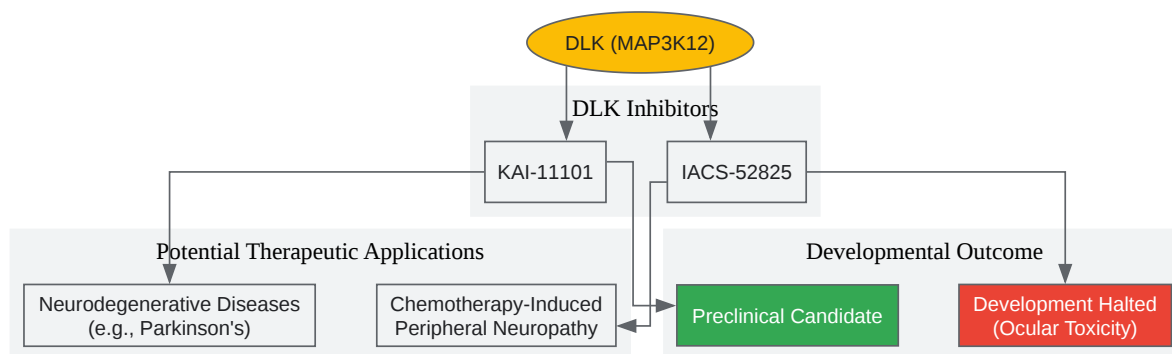 DLK (MAP3K12)
DLK Inhibitors
KAI-11101
IACS-52825
Potential Therapeutic Applications
Developmental Outcome
Neurodegenerative Diseases
(e.g., Parkinson's)
Chemotherapy-Induced
Peripheral Neuropathy
Preclinical Candidate
Development Halted
(Ocular Toxicity)